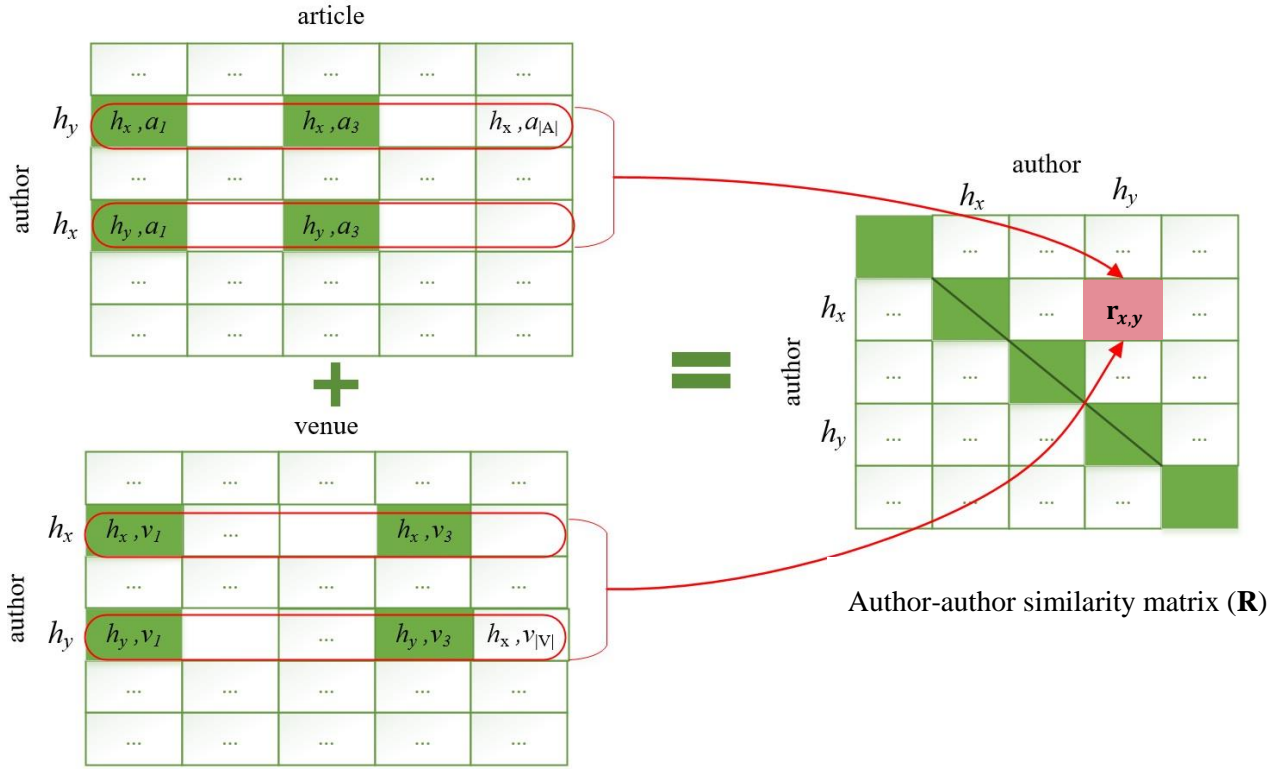 article
... ... ... ... ...
h_y h_x ,a_1 h_x ,a_3 h_x ,a_|A|
... ... ... ... ...
h_x h_y ,a_1 h_y ,a_3
... ... ... ... ...
... ... ... ... ...
author
+
venue
... ... ... ... ...
h_x h_x ,v_1 h_x ,v_3
... ... ... ... ...
h_y h_y ,v_1 ... h_y ,v_3 h_x ,v_|V|
... ... ... ... ...
... ... ... ... ...
author
=
author
h_x h_y
... ... ... ...
h_x ... ... r_x,y ...
... ... ... ...
h_y ... ... ... ...
... ... ... ...
author
Author-author similarity matrix (R)